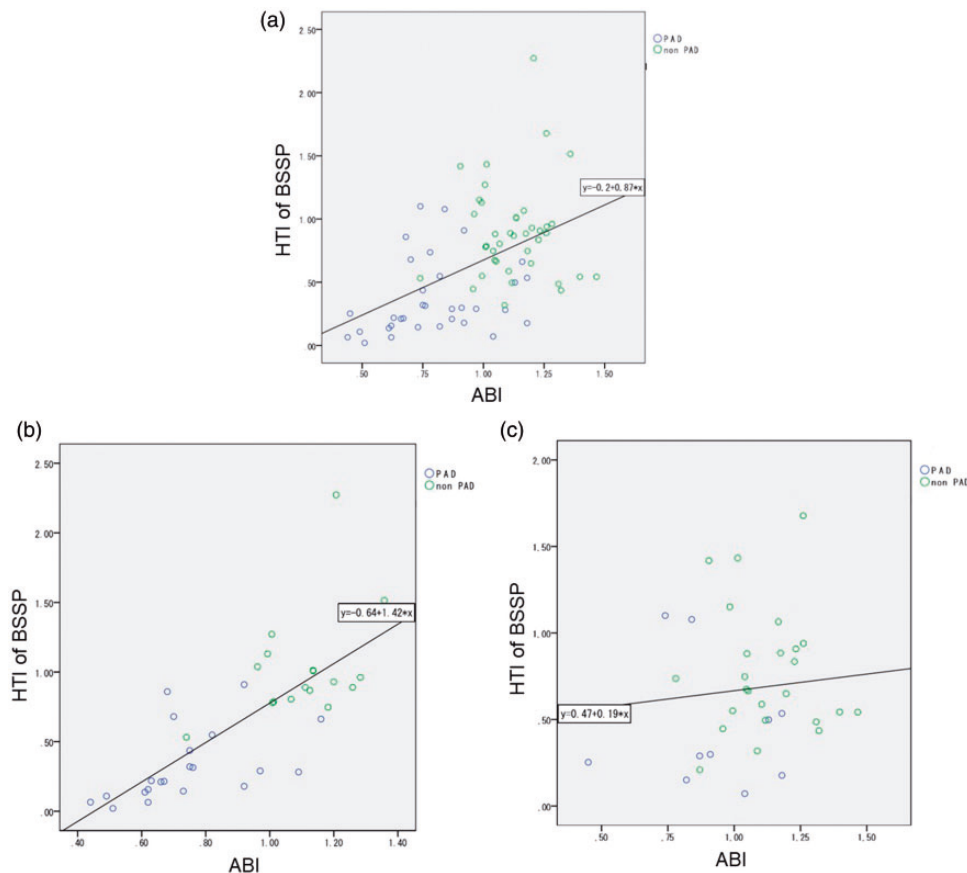 (a)
2.50
2.00
1.50
1.00
.50
.00
HTI of BSSP
PAD
non PAD
y=-0.2+0.87*x
.50 .75 1.00 1.25 1.50
ABI
(b)
2.50
2.00
1.50
1.00
.50
.00
HTI of BSSP
PAD
non PAD
y=-0.64+1.42*x
.40 .60 .80 1.00 1.20 1.40
ABI
(c)
2.00
1.50
1.00
0.50
0.00
HTI of BSSP
PAD
non PAD
y=0.47+0.19*x
.50 .75 1.00 1.25 1.50
ABI